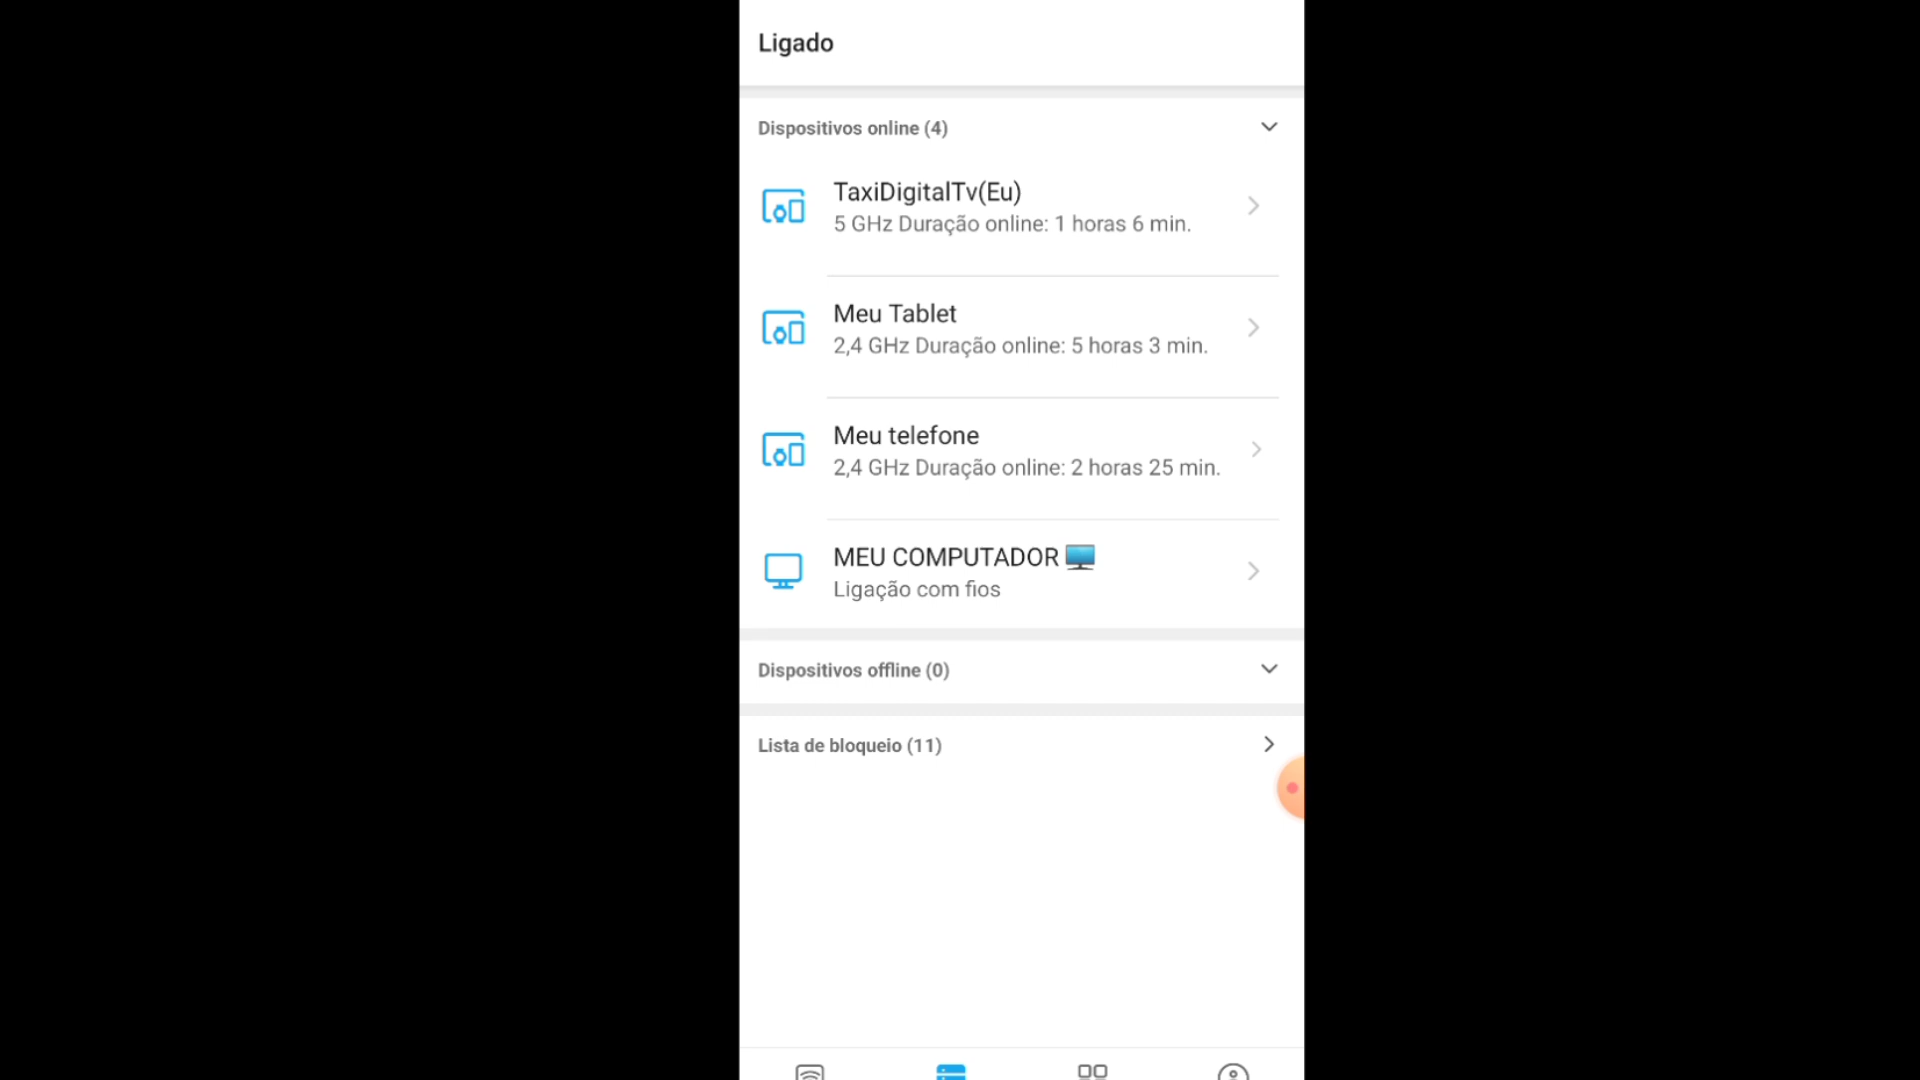 Ligado
Dispositivos online (4)
TaxiDigitalTv(Eu)
5 GHz Duração online: 1 horas 6 min.
Meu Tablet
2,4 GHz Duração online: 5 horas 3 min.
Meu telefone
2,4 GHz Duração online: 2 horas 25 min.
MEU COMPUTADOR 🖥️
Ligação com fios
Dispositivos offline (0)
Lista de bloqueio (11)